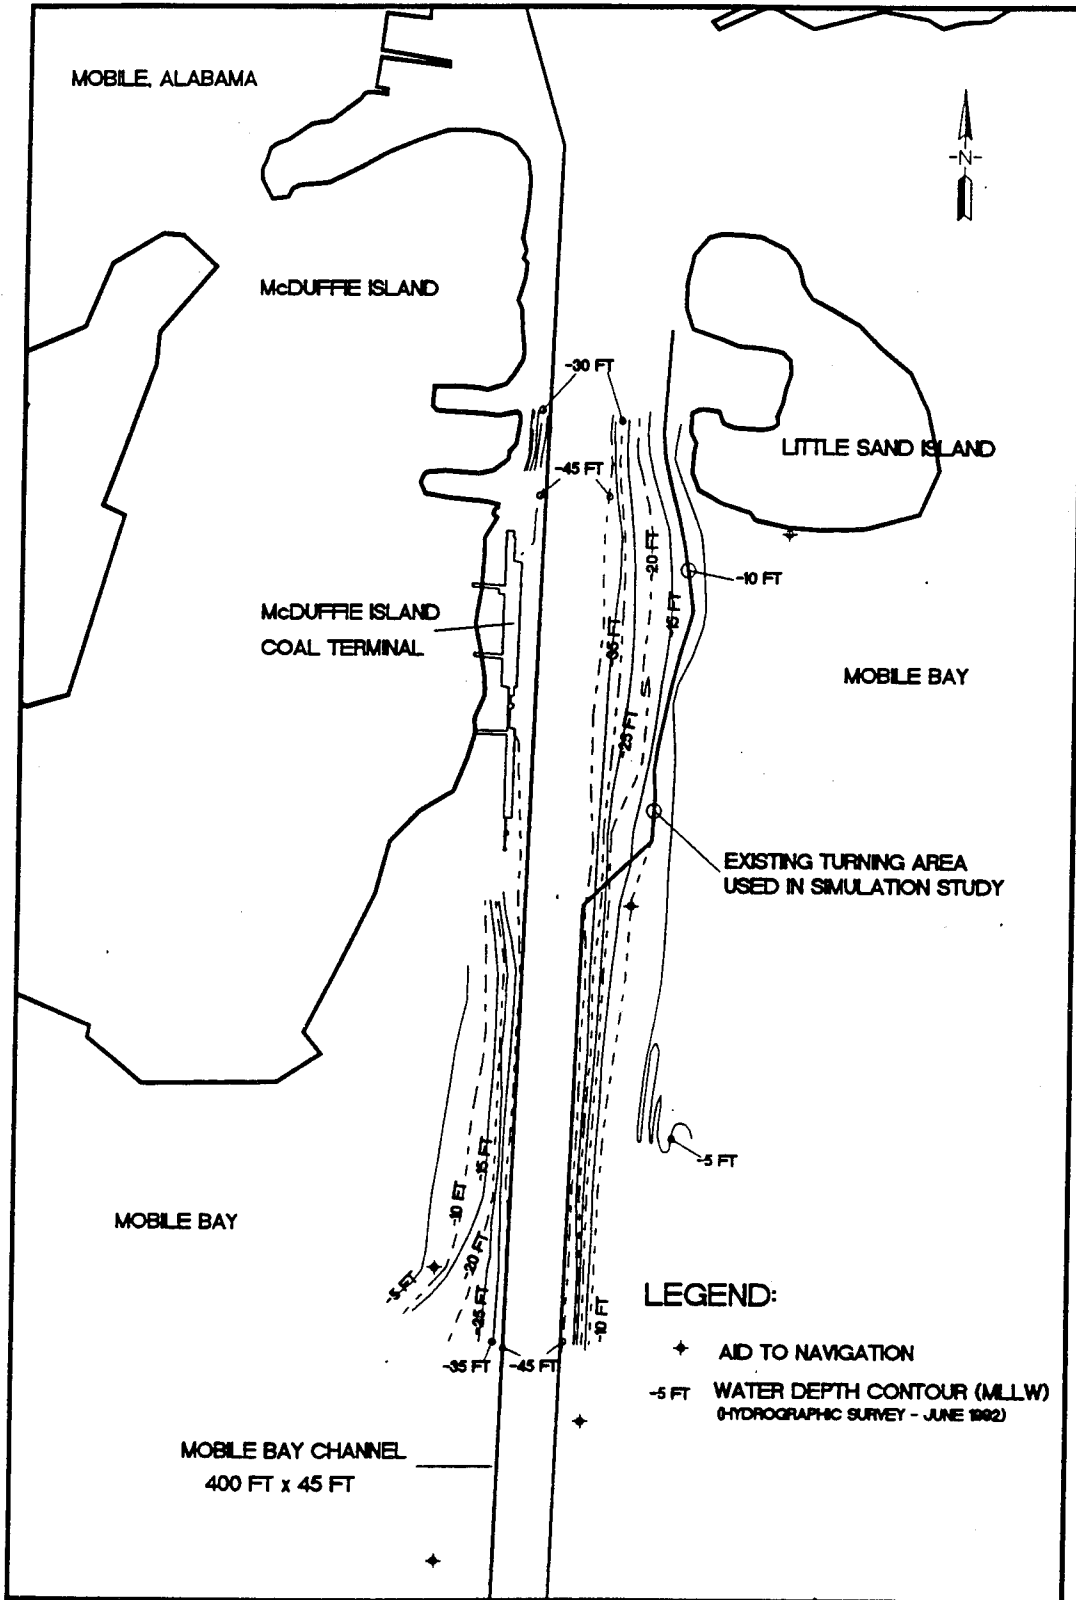 MOBILE, ALABAMA
-N-
McDUFFIE ISLAND
-30 FT
LITTLE SAND ISLAND
-45 FT
-20 FT
-10 FT
-15 FT
McDUFFIE ISLAND
COAL TERMINAL
-35 FT
MOBILE BAY
-25 FT
EXISTING TURNING AREA
USED IN SIMULATION STUDY
-5 FT
-15 FT
-10 FT
MOBILE BAY
-20 FT
-5 FT
-25 FT
-10 FT
-35 FT
-45 FT
LEGEND:
AID TO NAVIGATION
-5 FT WATER DEPTH CONTOUR (MLLW)
(HYDROGRAPHIC SURVEY - JUNE 1992)
MOBILE BAY CHANNEL
400 FT x 45 FT